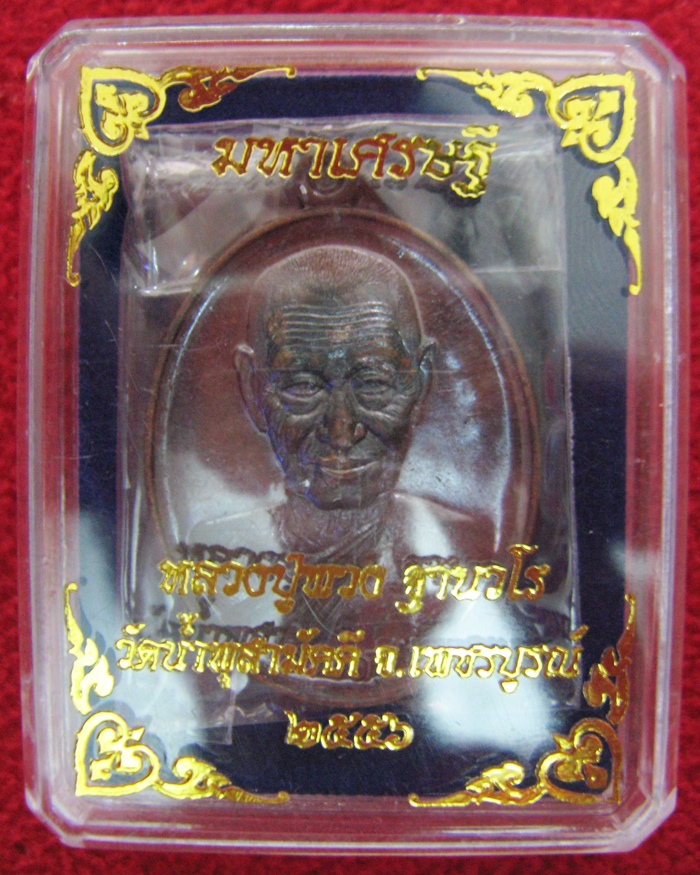 มหาเศรษฐี
หลวงปู่พวง ฐานวโร
วัดน้ำพุสามัคคี จ.เพชรบูรณ์
๒๕๕๖